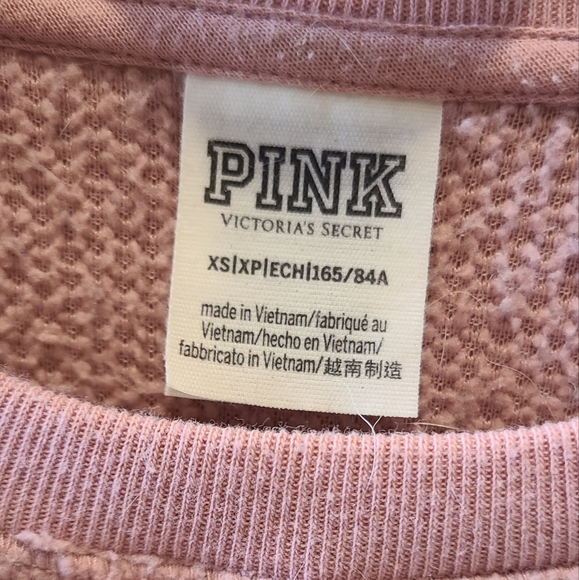 PINK
VICTORIA'S SECRET
XS|XP|ECH|165/84A
made in Vietnam/fabriqué au
Vietnam/hecho en Vietnam/
fabbricato in Vietnam/越南制造